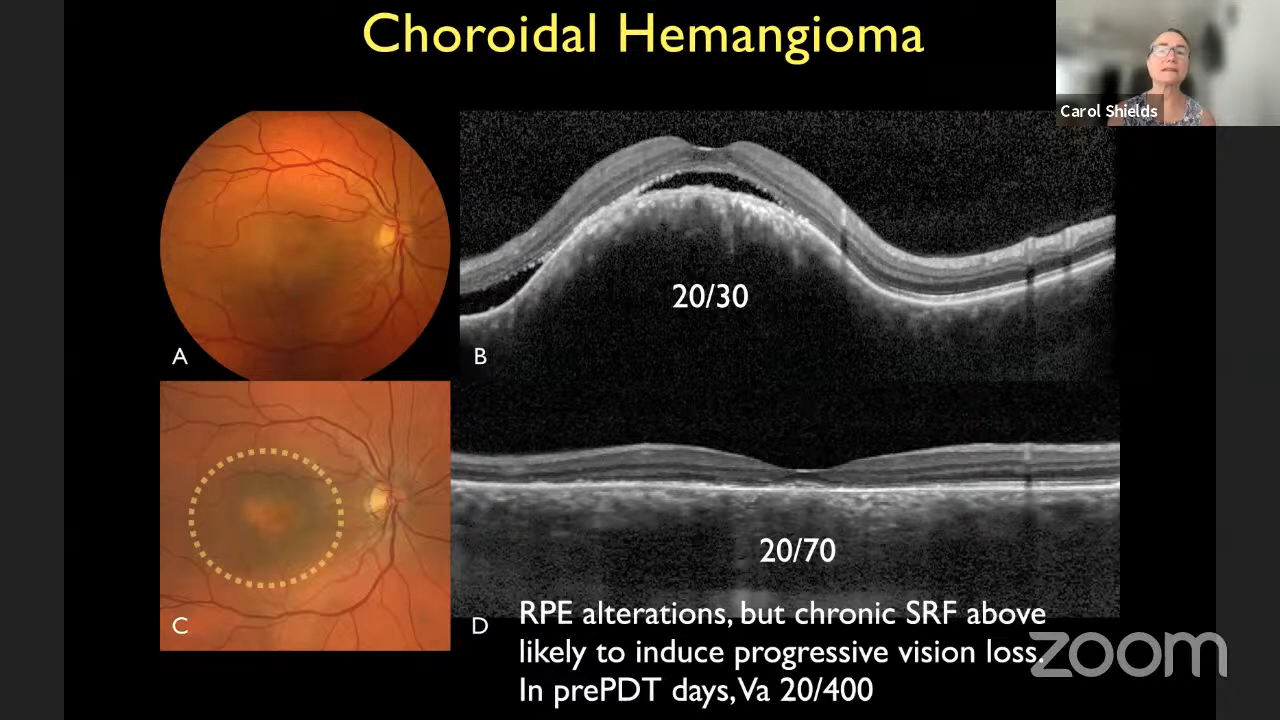 Choroidal Hemangioma
Carol Shields
20/30
A
B
20/70
C
D
RPE alterations, but chronic SRF above
likely to induce progressive vision loss.
In prePDT days, Va 20/400
zoom